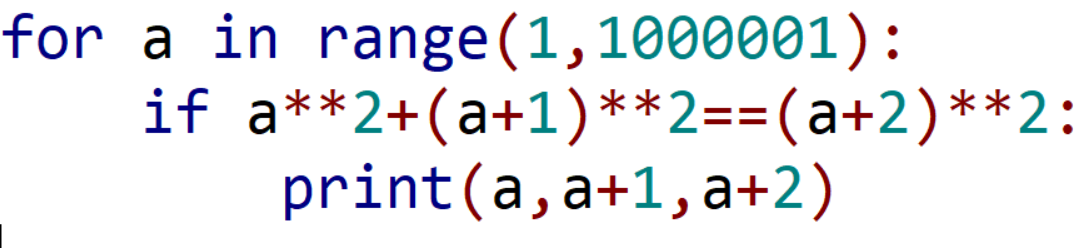 for a in range(1,1000001):
    if a**2+(a+1)**2==(a+2)**2:
        print(a,a+1,a+2)